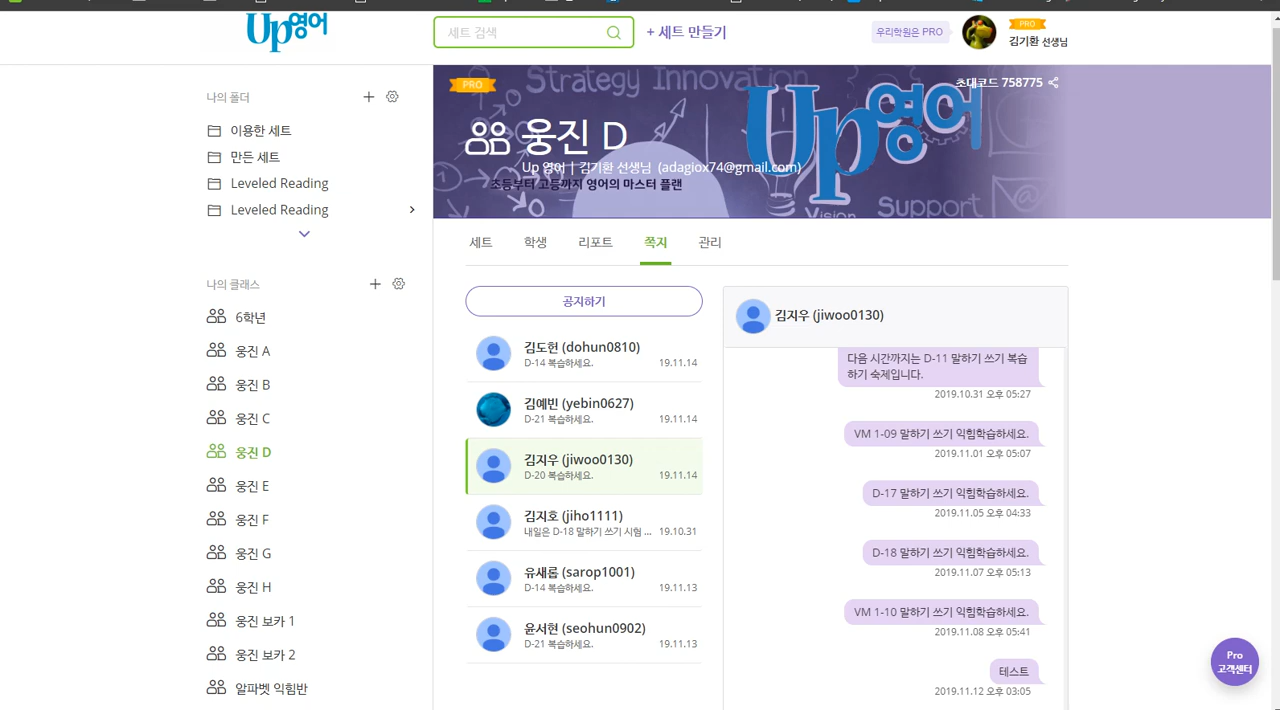 Up영어
세트 검색
+ 세트 만들기
우리학원은 PRO
PRO
김기환 선생님
나의 폴더
이용한 세트
만든 세트
Leveled Reading
Leveled Reading
나의 클래스
6학년
웅진 A
웅진 B
웅진 C
웅진 D
웅진 E
웅진 F
웅진 G
웅진 H
웅진 보카 1
웅진 보카 2
알파벳 익힘반
PRO
Strategy Innovation
초대코드 758775
웅진 D
Up영어
Up 영어 | 김기환 선생님 (adagiox74@gmail.com)
초등부터 고등까지 영어의 마스터 플랜
Vision
Support
세트
학생
리포트
쪽지
관리
공지하기
김도현 (dohun0810)
D-14 복습하세요.
19.11.14
김예빈 (yebin0627)
D-21 복습하세요.
19.11.14
김지우 (jiwoo0130)
D-20 복습하세요.
19.11.14
김지호 (jiho1111)
내일은 D-18 말하기 쓰기 시험 ...
19.10.31
유새롭 (sarop1001)
D-14 복습하세요.
19.11.13
윤서현 (seohun0902)
D-21 복습하세요.
19.11.13
김지우 (jiwoo0130)
다음 시간까지는 D-11 말하기 쓰기 복습
하기 숙제입니다.
2019.10.31 오후 05:27
VM 1-09 말하기 쓰기 익힘학습하세요.
2019.11.01 오후 05:07
D-17 말하기 쓰기 익힘학습하세요.
2019.11.05 오후 04:33
D-18 말하기 쓰기 익힘학습하세요.
2019.11.07 오후 05:13
VM 1-10 말하기 쓰기 익힘학습하세요.
2019.11.08 오후 05:41
테스트
2019.11.12 오후 03:05
Pro
고객센터